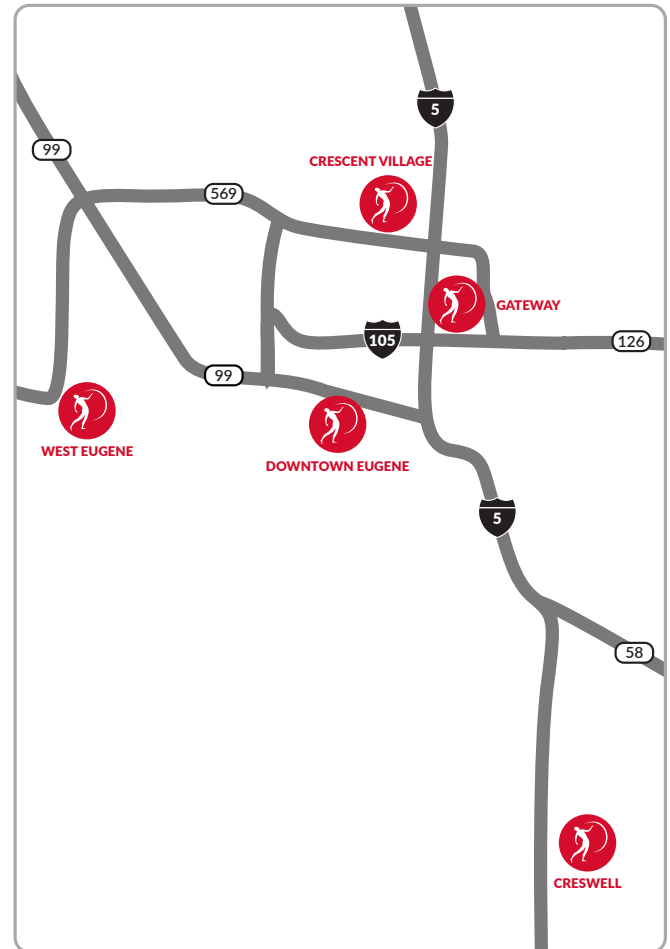 5
99
CRESCENT VILLAGE
569
GATEWAY
105
126
99
WEST EUGENE
DOWNTOWN EUGENE
5
58
CRESWELL